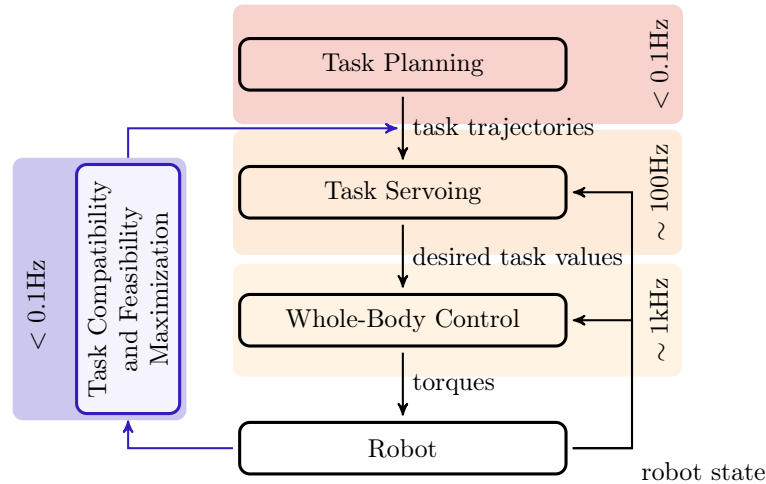 Task Planning
< 0.1Hz
task trajectories
Task Servoing
~ 100Hz
desired task values
Whole-Body Control
~ 1kHz
torques
Robot
robot state
< 0.1Hz
Task Compatibility
and Feasibility
Maximization